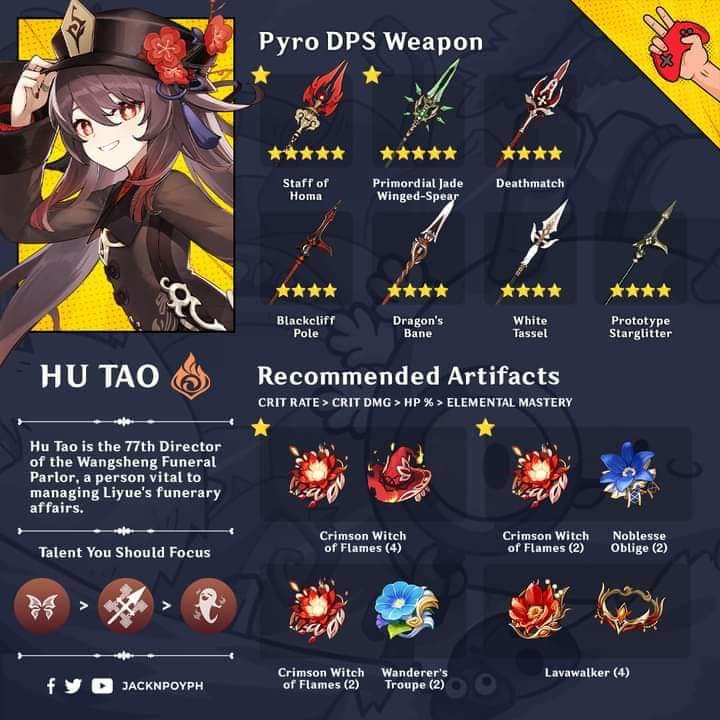 Pyro DPS Weapon
Staff of
Homa
Primordial Jade
Winged-Spear
Deathmatch
Blackcliff
Pole
Dragon's
Bane
White
Tassel
Prototype
Starglitter
HU TAO
Hu Tao is the 77th Director
of the Wangsheng Funeral
Parlor, a person vital to
managing Liyue's funerary
affairs.
Talent You Should Focus
> >
JACKNPOYPH
Recommended Artifacts
CRIT RATE > CRIT DMG > HP % > ELEMENTAL MASTERY
Crimson Witch
of Flames (4)
Crimson Witch
of Flames (2)
Noblesse
Oblige (2)
Crimson Witch
of Flames (2)
Wanderer's
Troupe (2)
Lavawalker (4)